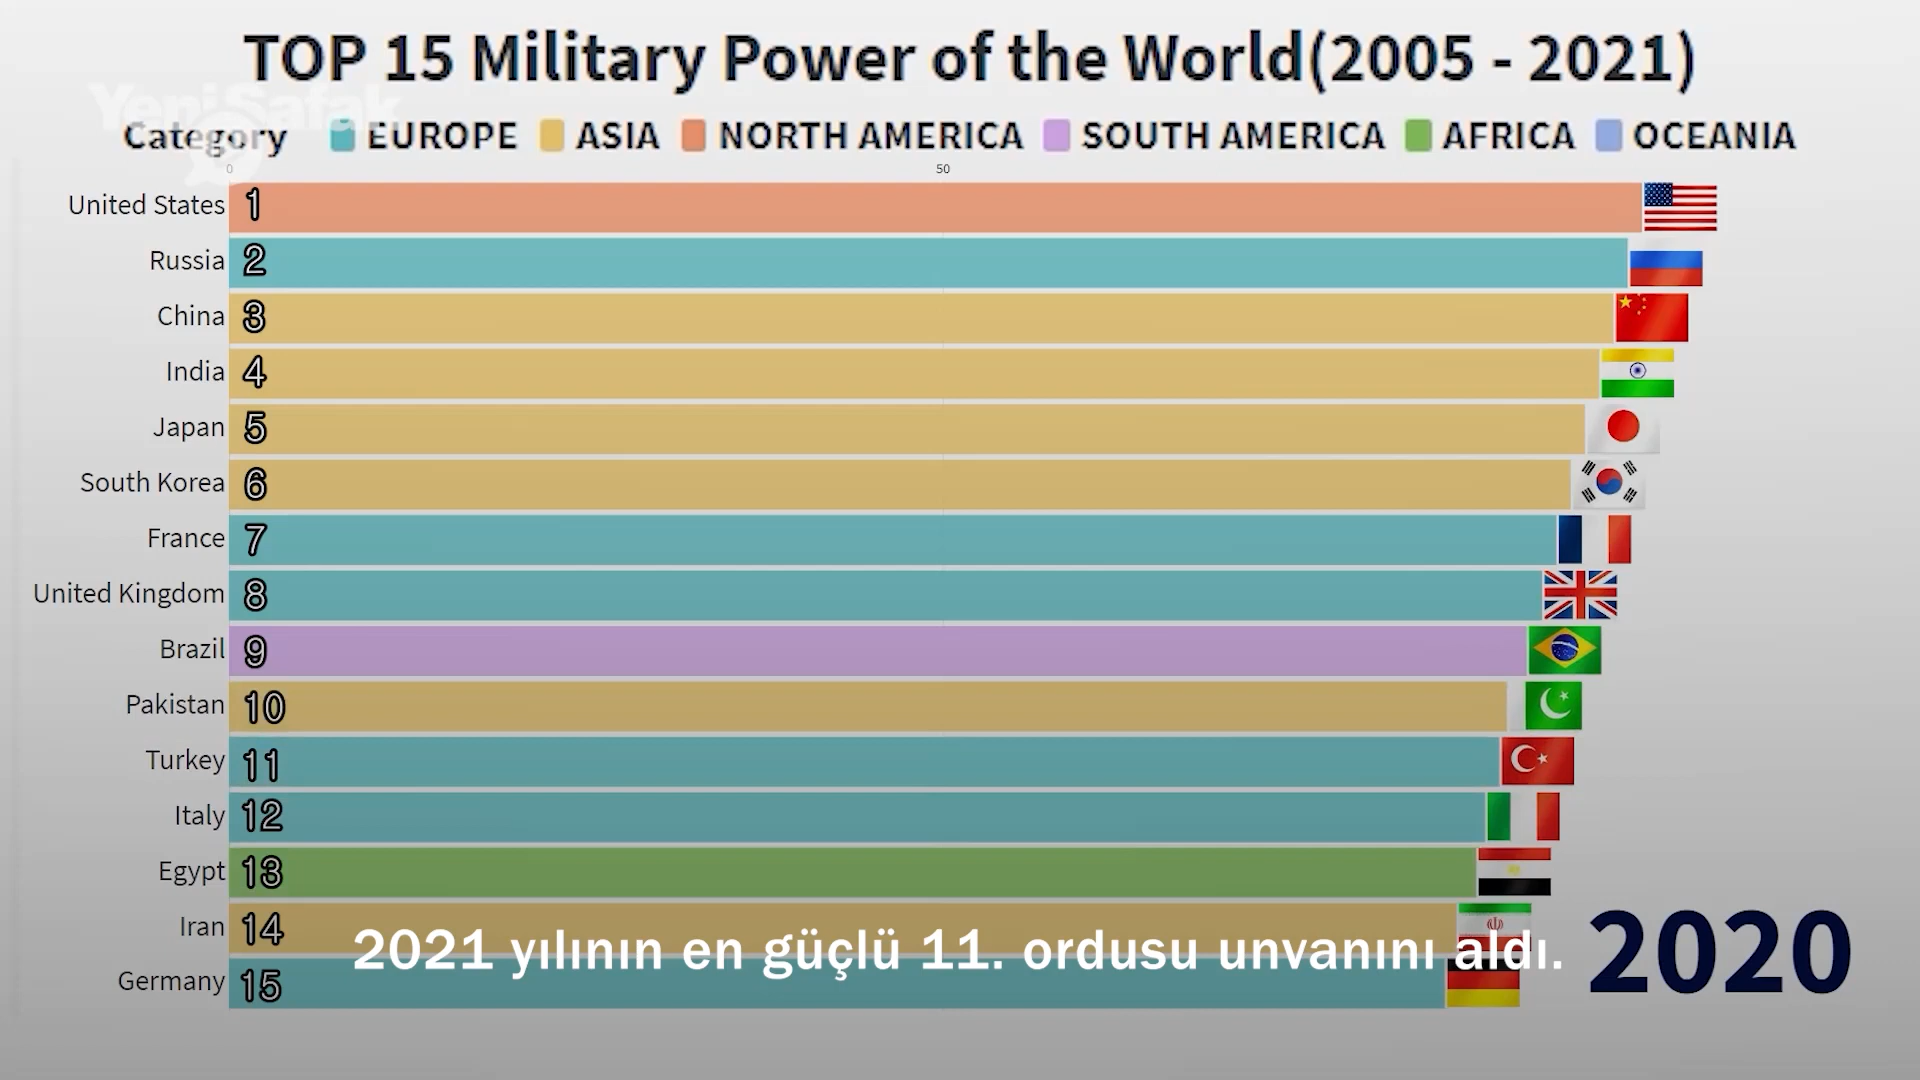 TOP 15 Military Power of the World(2005 - 2021)
Yeni Şafak
Category EUROPE ASIA NORTH AMERICA SOUTH AMERICA AFRICA OCEANIA
0 50
United States 1
Russia 2
China 3
India 4
Japan 5
South Korea 6
France 7
United Kingdom 8
Brazil 9
Pakistan 10
Turkey 11
Italy 12
Egypt 13
Iran 14
2021 yılının en güçlü 11. ordusu unvanını aldı.
2020
Germany 15